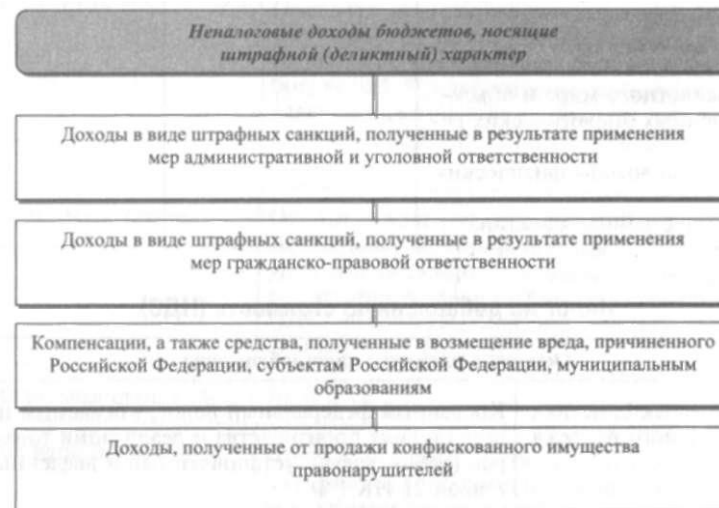 Неналоговые доходы бюджетов, носящие
штрафной (деликтный) характер
Доходы в виде штрафных санкций, полученные в результате применения
мер административной и уголовной ответственности
Доходы в виде штрафных санкций, полученные в результате применения
мер гражданско-правовой ответственности
Компенсации, а также средства, полученные в возмещение вреда, причиненного
Российской Федерации, субъектам Российской Федерации, муниципальным
образованиям
Доходы, полученные от продажи конфискованного имущества
правонарушителей